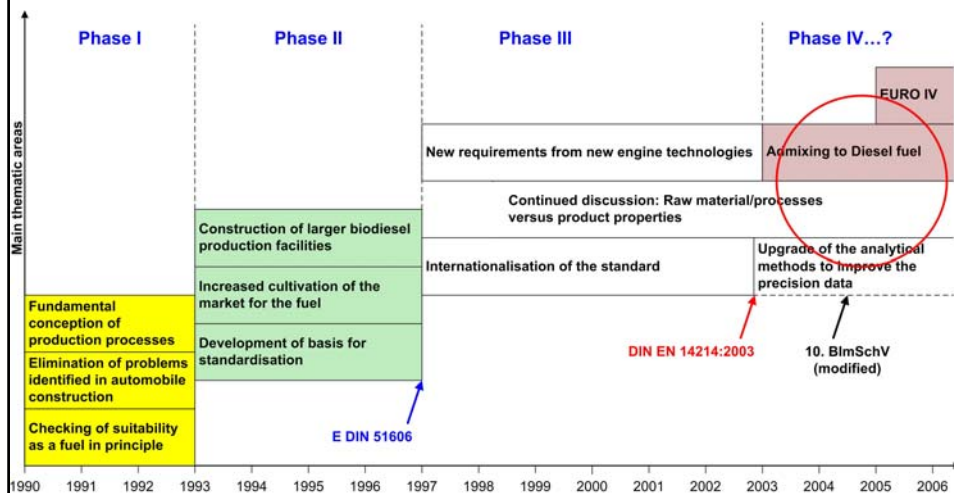 Phase I
Phase II
Phase III
Phase IV...?
Main thematic areas
EURO IV
New requirements from new engine technologies
Admixing to Diesel fuel
Continued discussion: Raw material/processes
versus product properties
Construction of larger biodiesel
production facilities
Internationalisation of the standard
Upgrade of the analytical
methods to improve the
precision data
Increased cultivation of the
market for the fuel
Development of basis for
standardisation
Fundamental
conception of
production processes
Elimination of problems
identified in automobile
construction
Checking of suitability
as a fuel in principle
E DIN 51606
DIN EN 14214:2003
10. BImSchV
(modified)
1990 1991 1992 1993 1994 1995 1996 1997 1998 1999 2000 2001 2002 2003 2004 2005 2006